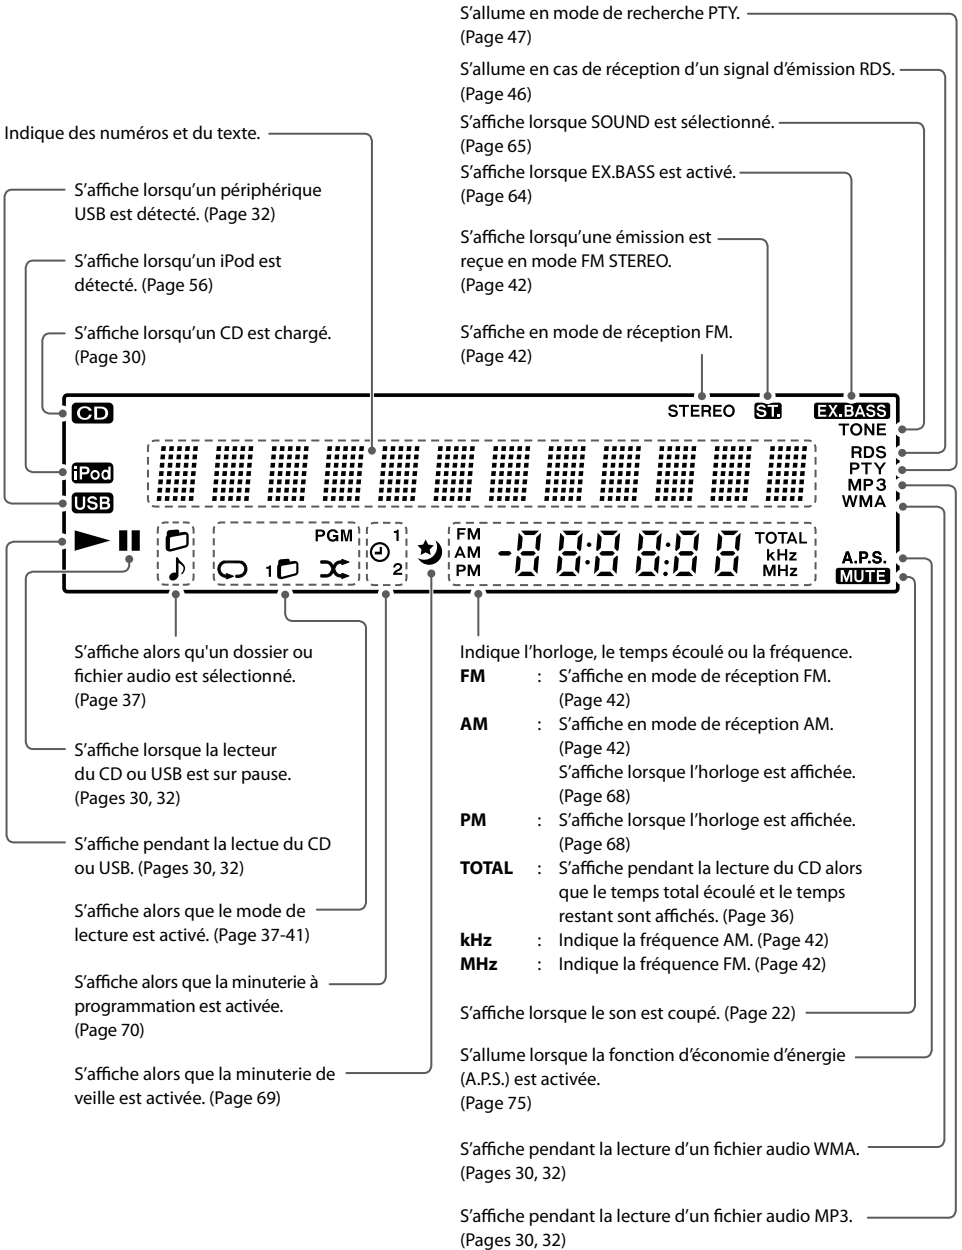 S’allume en mode de recherche PTY.
(Page 47)
S’allume en cas de réception d’un signal d’émission RDS.
(Page 46)
S’affiche lorsque SOUND est sélectionné.
(Page 65)
S’affiche lorsque EX.BASS est activé.
(Page 64)
S’affiche lorsqu’une émission est
reçue en mode FM STEREO.
(Page 42)
S’affiche en mode de réception FM.
(Page 42)
Indique des numéros et du texte.
S’affiche lorsqu’un périphérique
USB est détecté. (Page 32)
S’affiche lorsqu’un iPod est
détecté. (Page 56)
S’affiche lorsqu’un CD est chargé.
(Page 30)
CD
STEREO ST. EX.BASS
TONE
RDS
iPod
PTY
MP3
USB
WMA
PGM
1
1
2
FM
AM
PM
-88:88:88
TOTAL
kHz
MHz
A.P.S.
MUTE
S’affiche alors qu'un dossier ou
fichier audio est sélectionné.
(Page 37)
S’affiche lorsque la lecteur
du CD ou USB est sur pause.
(Pages 30, 32)
S’affiche pendant la lectue du CD
ou USB. (Pages 30, 32)
S’affiche alors que le mode de
lecture est activé. (Page 37-41)
S’affiche alors que la minuterie à
programmation est activée.
(Page 70)
S’affiche alors que la minuterie de
veille est activée. (Page 69)
Indique l’horloge, le temps écoulé ou la fréquence.
FM : S’affiche en mode de réception FM.
(Page 42)
AM : S’affiche en mode de réception AM.
(Page 42)
S’affiche lorsque l’horloge est affichée.
(Page 68)
PM : S’affiche lorsque l’horloge est affichée.
(Page 68)
TOTAL : S’affiche pendant la lecture du CD alors
que le temps total écoulé et le temps
restant sont affichés. (Page 36)
kHz : Indique la fréquence AM. (Page 42)
MHz : Indique la fréquence FM. (Page 42)
S’affiche lorsque le son est coupé. (Page 22)
S’allume lorsque la fonction d’économie d’énergie
(A.P.S.) est activée.
(Page 75)
S’affiche pendant la lecture d’un fichier audio WMA.
(Pages 30, 32)
S’affiche pendant la lecture d’un fichier audio MP3.
(Pages 30, 32)